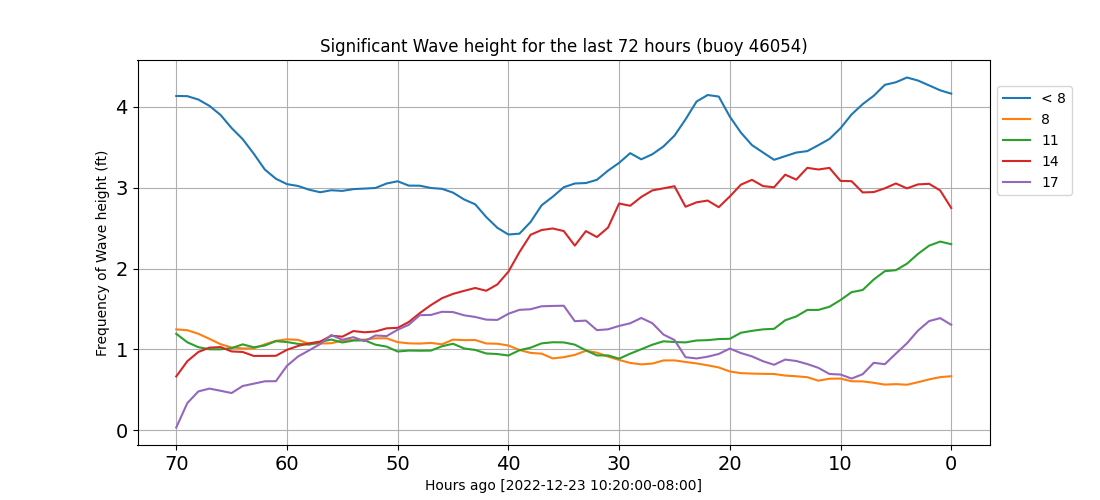 Significant Wave height for the last 72 hours (buoy 46054)
Frequency of Wave height (ft)
4
3
2
1
0
70 60 50 40 30 20 10 0
Hours ago [2022-12-23 10:20:00-08:00]
< 8
8
11
14
17